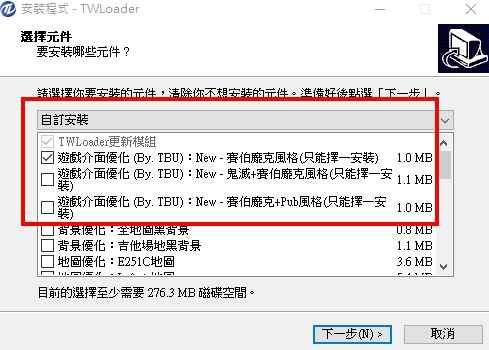 安裝程式 - TWLoader
選擇元件
要安裝哪些元件？
請選擇你要安裝的元件，清除你不想安裝的元件。準備好後點選「下一步」。
自訂安裝
TWLoader更新模組
遊戲介面優化 (By. TBU)：New - 賽伯龐克風格(只能擇一安裝) 1.0 MB
遊戲介面優化 (By. TBU)：New - 鬼滅+賽伯龐克風格(只能擇一安
裝) 1.1 MB
遊戲介面優化 (By. TBU)：New - 賽伯龐克+Pub風格(只能擇一安
裝) 1.0 MB
背景優化：全地圖黑背景 0.8 MB
背景優化：吉他場地黑背景 1.1 MB
地圖優化：E251C地圖 3.6 MB
目前的選擇至少需要 276.3 MB 磁碟空間。
下一步(N) >
取消